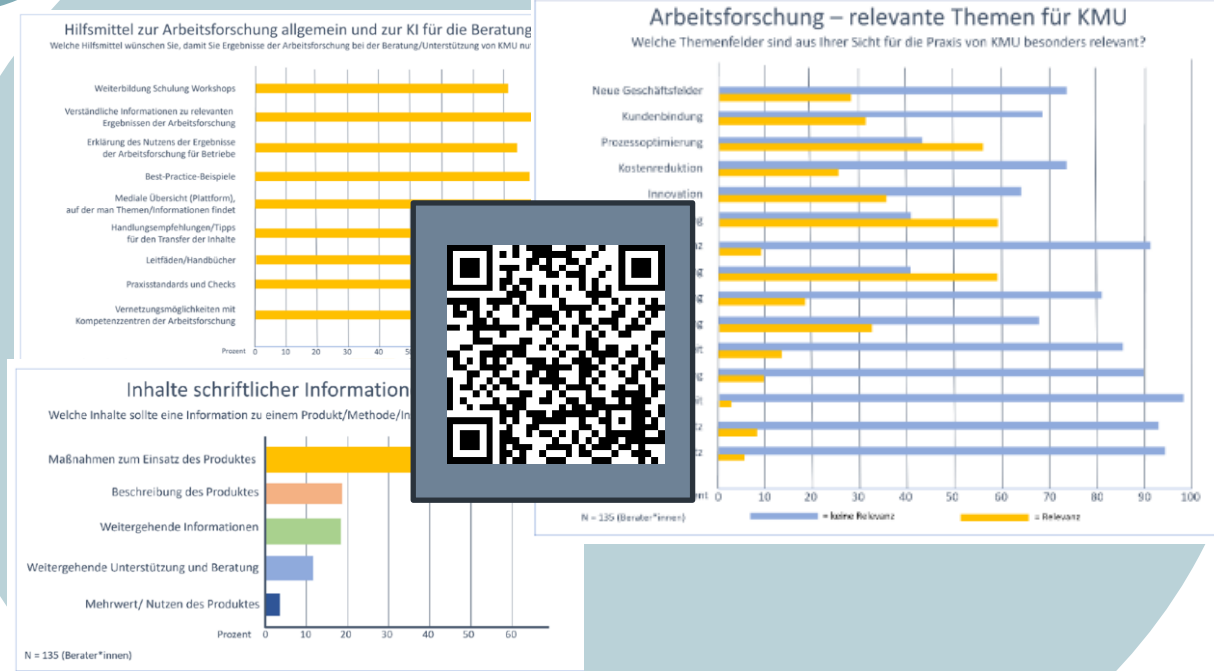 Hilfsmittel zur Arbeitsforschung allgemein und zur KI für die Beratung
Welche Hilfsmittel wünschen Sie, damit Sie Ergebnisse der Arbeitsforschung bei der Beratung/Unterstützung von KMU
Weiterbildung Schulung Workshops
Verständliche Informationen zu relevanten
Ergebnissen der Arbeitsforschung
Erklärung des Nutzens der Ergebnisse
der Arbeitsforschung für Betriebe
Best-Practice-Beispiele
Mediale Übersicht (Plattform),
auf der man Themen/Informationen findet
Handlungsempfehlungen/Tipps
für den Transfer der Inhalte
Leitfäden/Handbücher
Praxisstandards und Checks
Vernetzungsmöglichkeiten mit
Kompetenzzentren der Arbeitsforschung
Prozent 0 10 20 30 40
Arbeitsforschung – relevante Themen für KMU
Welche Themenfelder sind aus Ihrer Sicht für die Praxis von KMU besonders relevant?
Neue Geschäftsfelder
Kundenbindung
Prozessoptimierung
Kostenreduktion
Innovation
0 10 20 30 40 50 60 70 80 90 100
N = 135 (Berater*innen) = keine Relevanz = Relevanz
Inhalte schriftlicher Information
Welche Inhalte sollte eine Information zu einem Produkt/Methode/In
Maßnahmen zum Einsatz des Produktes
Beschreibung des Produktes
Weitergehende Informationen
Weitergehende Unterstützung und Beratung
Mehrwert/ Nutzen des Produktes
Prozent 0 10 20 30 40 50 60
N = 135 (Berater*innen)